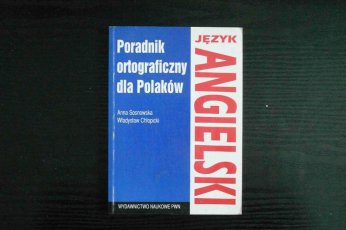 Poradnik
ortograficzny
dla Polaków
Anna Sosnowska
Władysław Chłopicki
WYDAWNICTWO NAUKOWE PWN
JĘZYK
ANGIELSKI